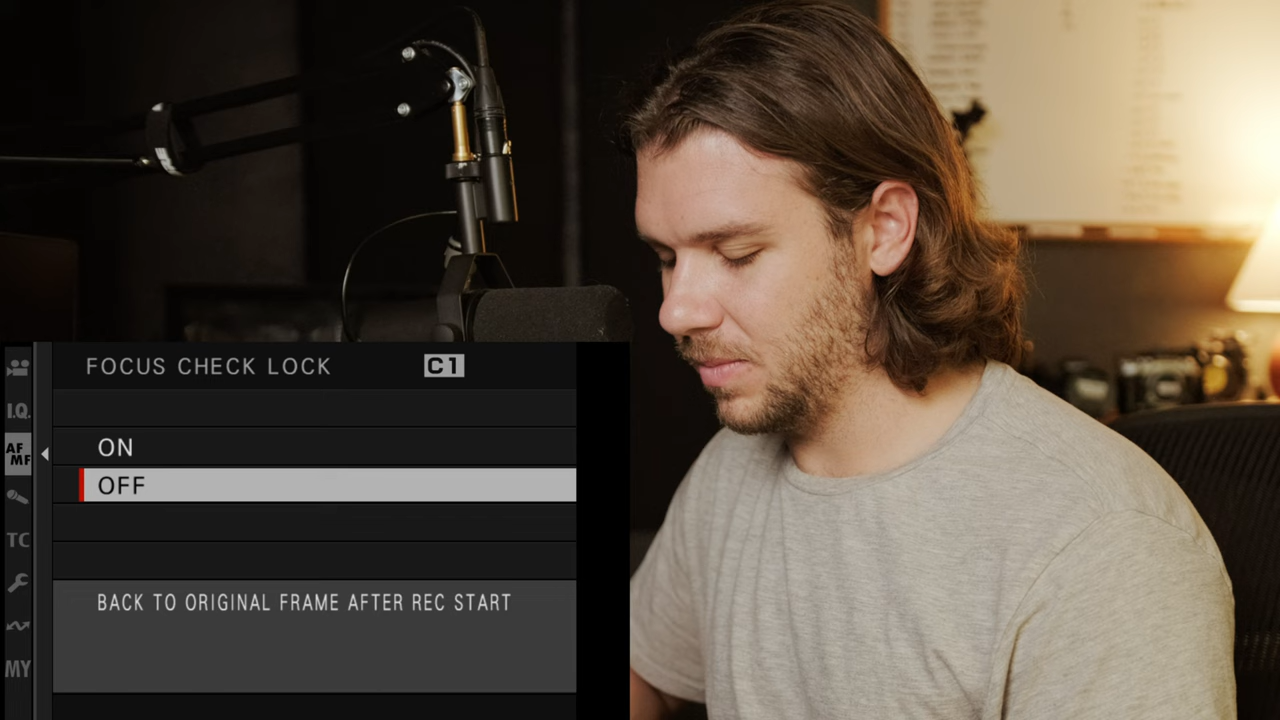 FOCUS CHECK LOCK C1
I.Q.
AF
MF
ON
OFF
TC
BACK TO ORIGINAL FRAME AFTER REC START
MY